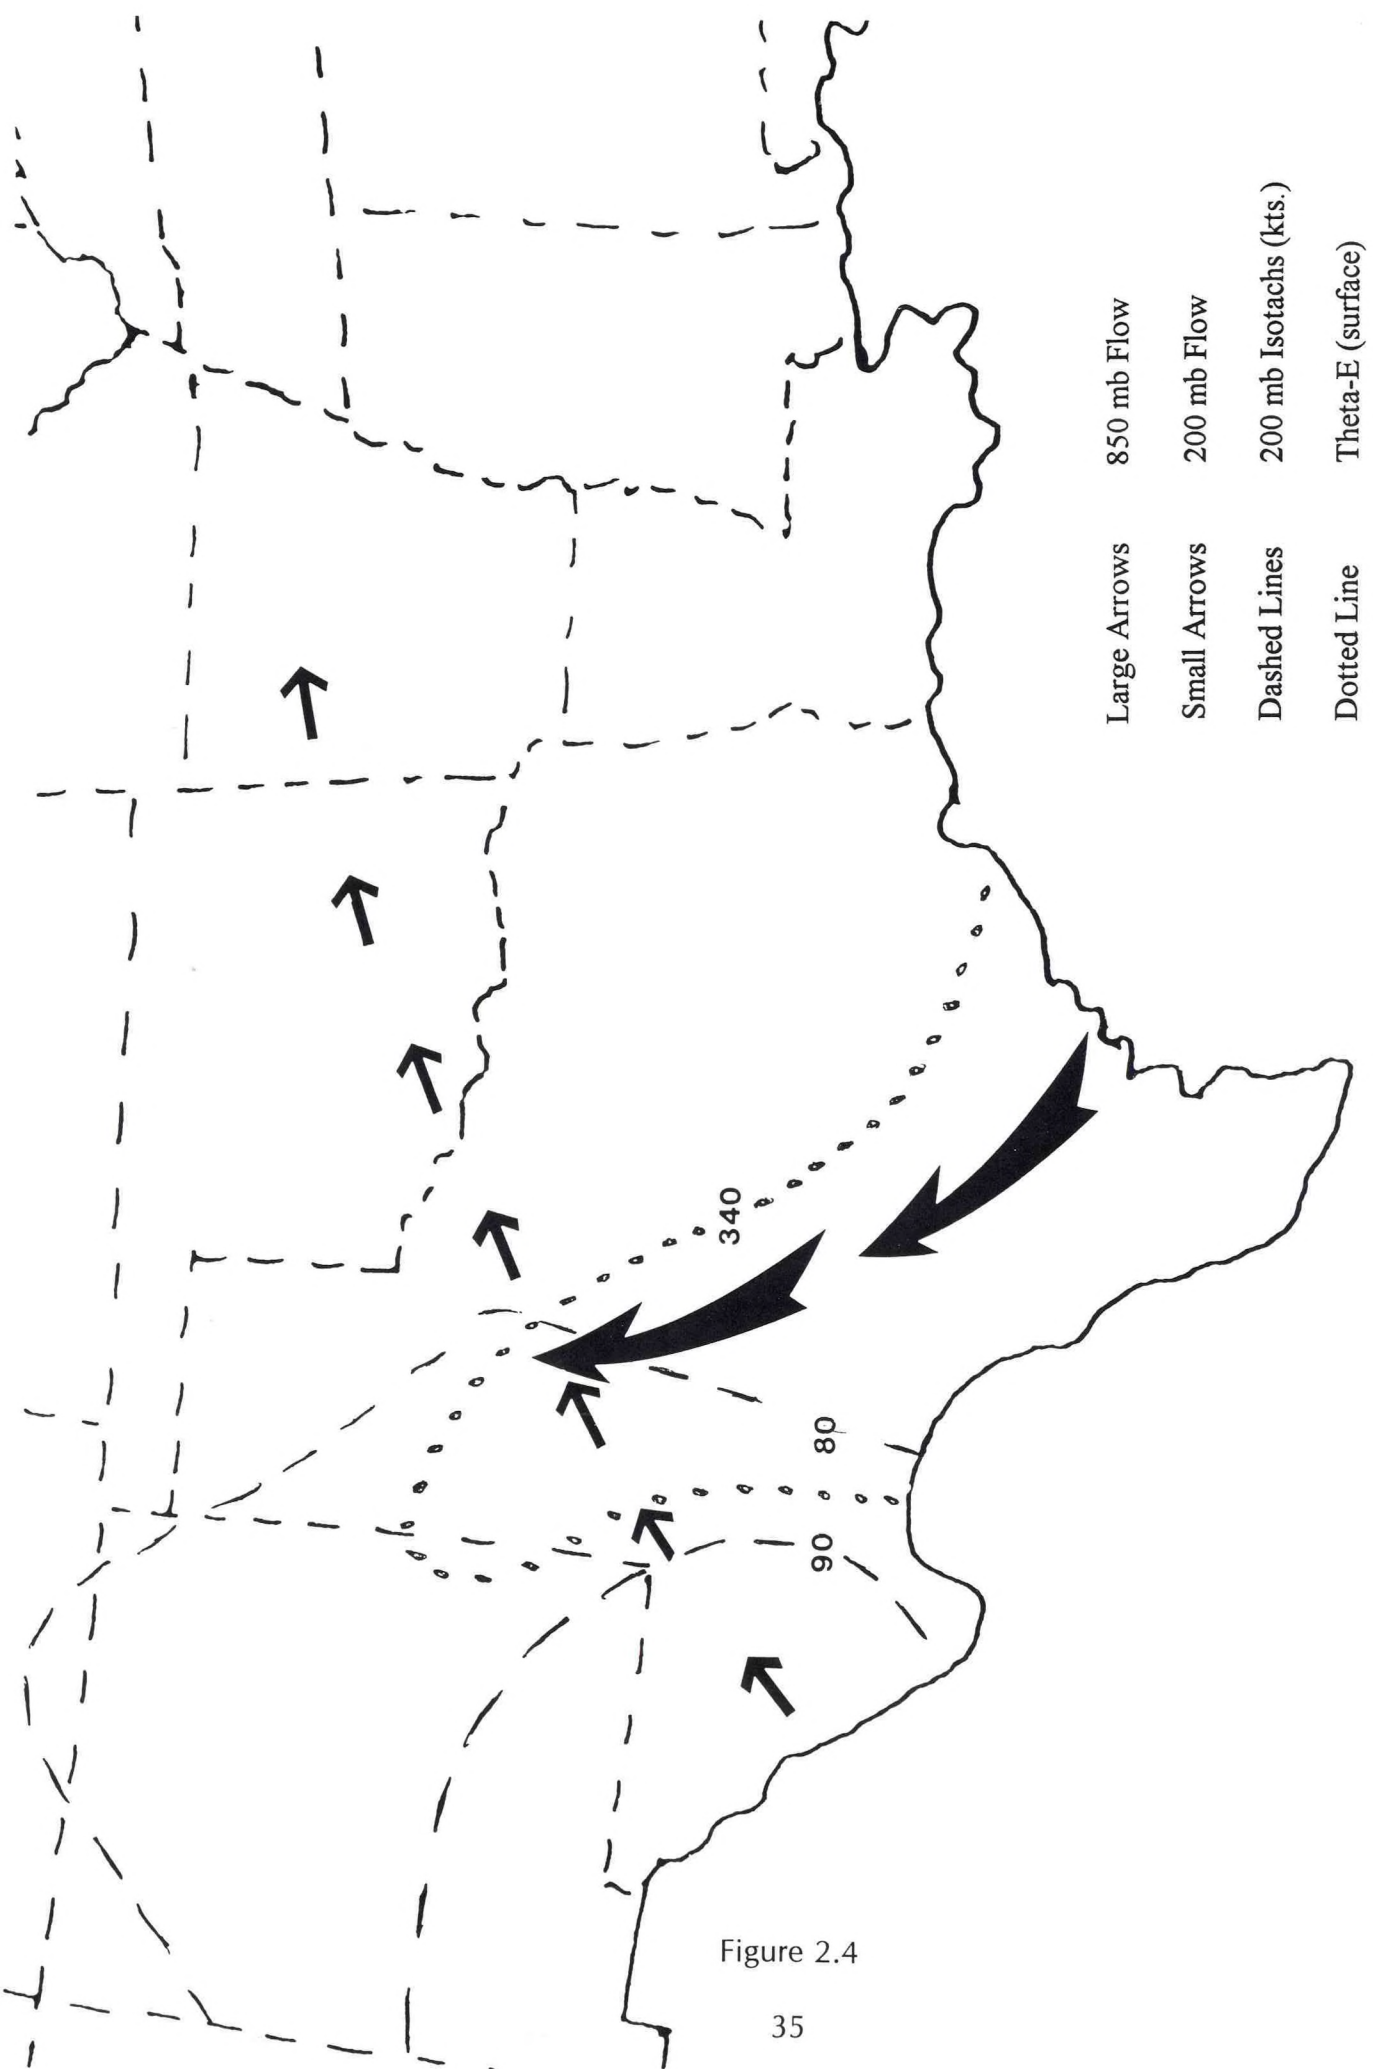 340
80
90
Large Arrows 850 mb Flow
Small Arrows 200 mb Flow
Dashed Lines 200 mb Isotachs (kts.)
Dotted Line Theta-E (surface)
Figure 2.4
35